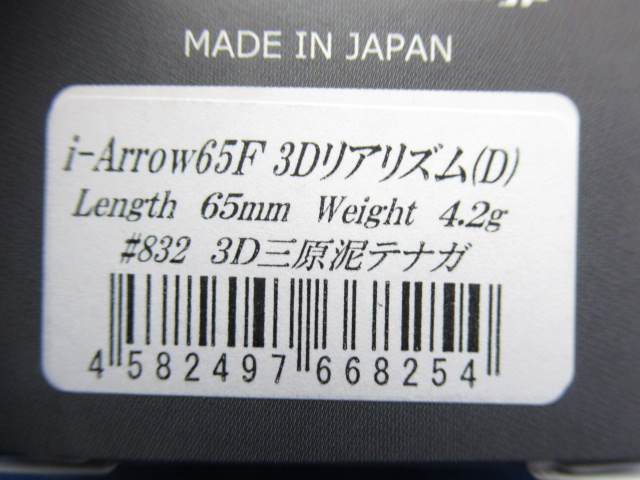 MADE IN JAPAN
i-Arrow65F 3Dリアリズム(D)
Length 65mm Weight 4.2g
#832 3D三原泥テナガ
4 582497 668254